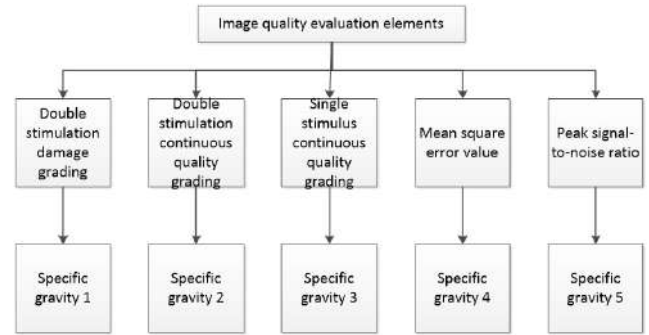 Image quality evaluation elements
Double
stimulation
damage
grading
Double
stimulation
continuous
quality
grading
Single
stimulus
continuous
quality
grading
Mean square
error value
Peak signal-
to-noise ratio
Specific
gravity 1
Specific
gravity 2
Specific
gravity 3
Specific
gravity 4
Specific
gravity 5